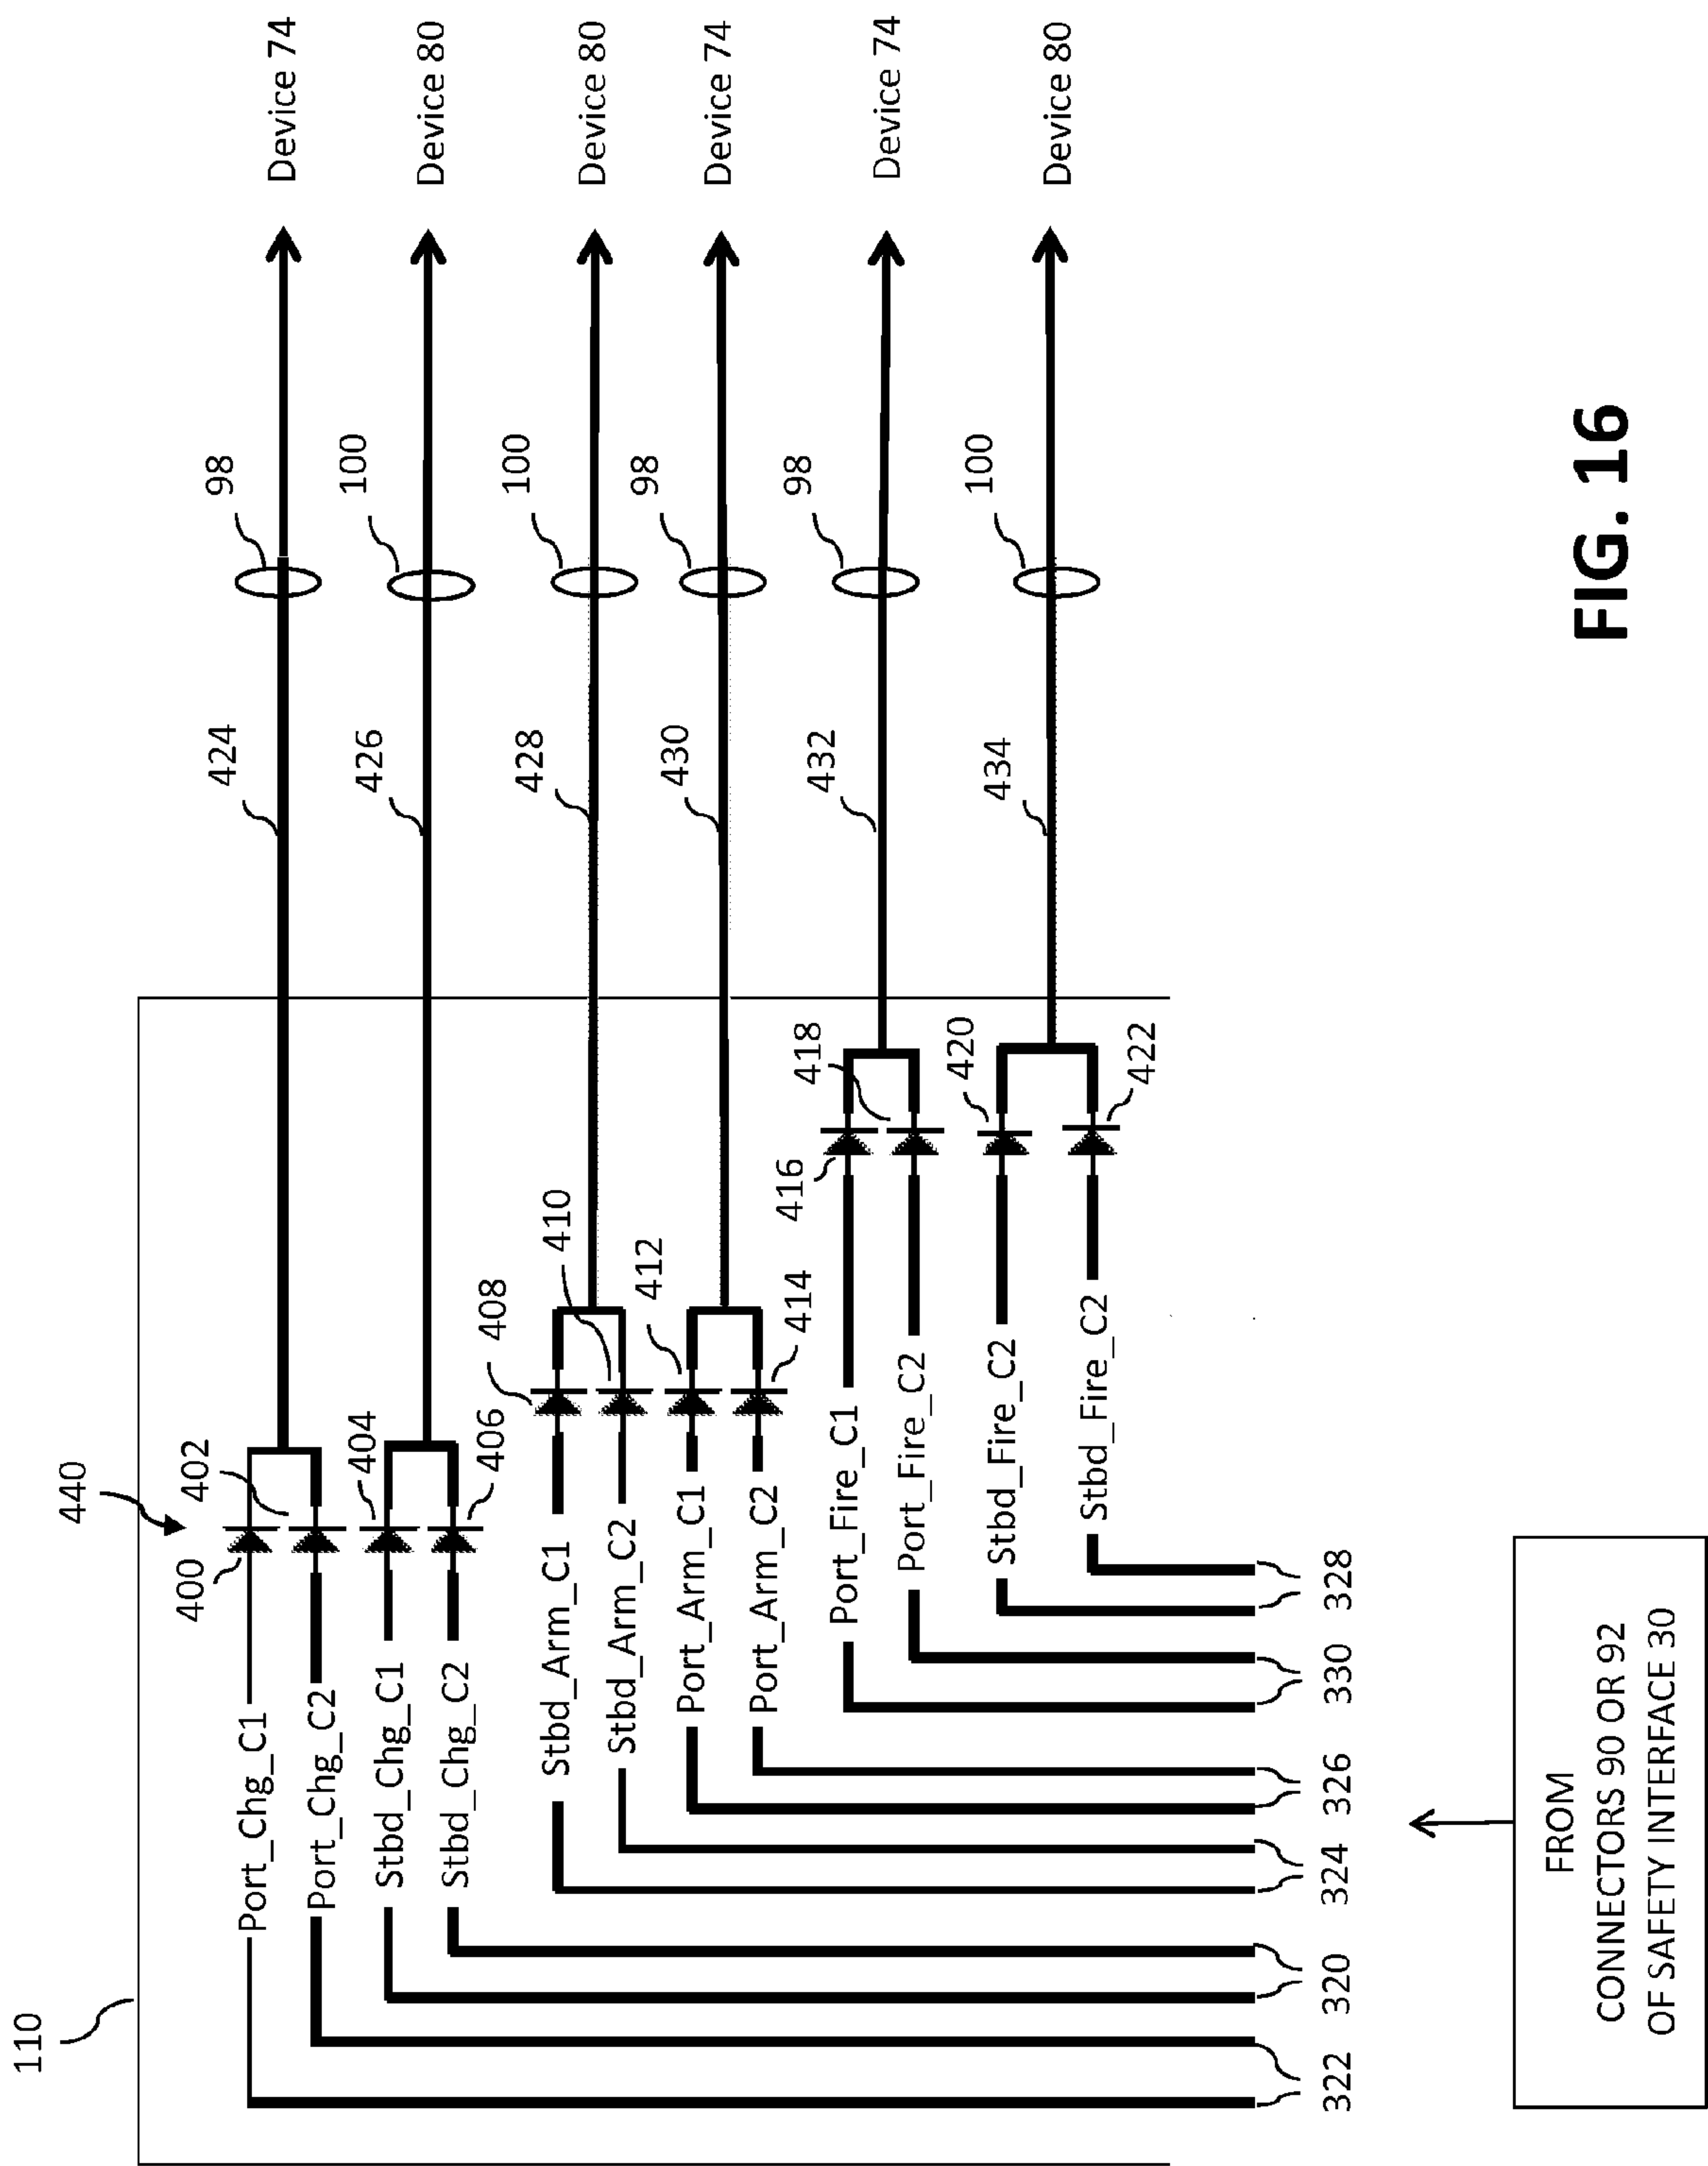 110
440
400
402
404
406
408
410
412
414
416
418
420
422
424
426
428
430
432
434
98
100
100
98
98
100
Device 74
Device 80
Device 80
Device 74
Device 74
Device 80
Port_Chg_C1
Port_Chg_C2
Stbd_Chg_C1
Stbd_Chg_C2
Stbd_Arm_C1
Stbd_Arm_C2
Port_Arm_C1
Port_Arm_C2
Port_Fire_C1
Port_Fire_C2
Stbd_Fire_C2
Stbd_Fire_C2
322
320
324
326
330
328
FROM
CONNECTORS 90 OR 92
OF SAFETY INTERFACE 30
FIG. 16